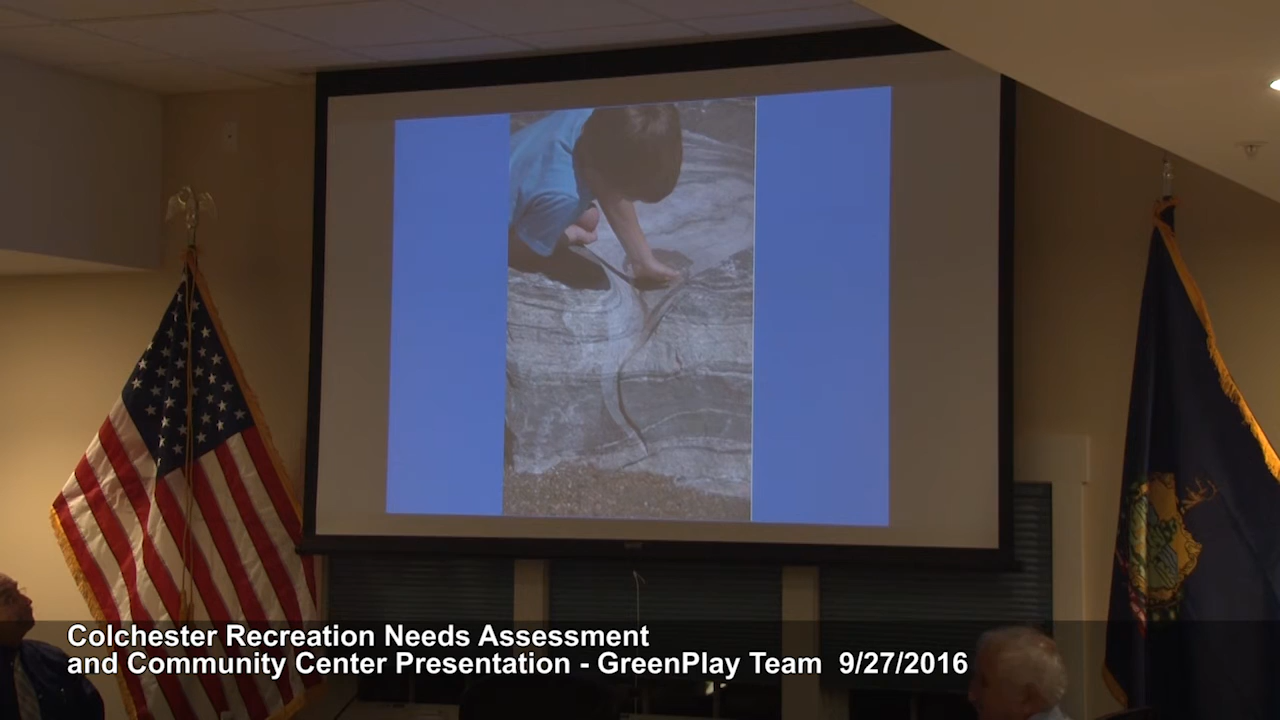 Colchester Recreation Needs Assessment
and Community Center Presentation - GreenPlay Team 9/27/2016